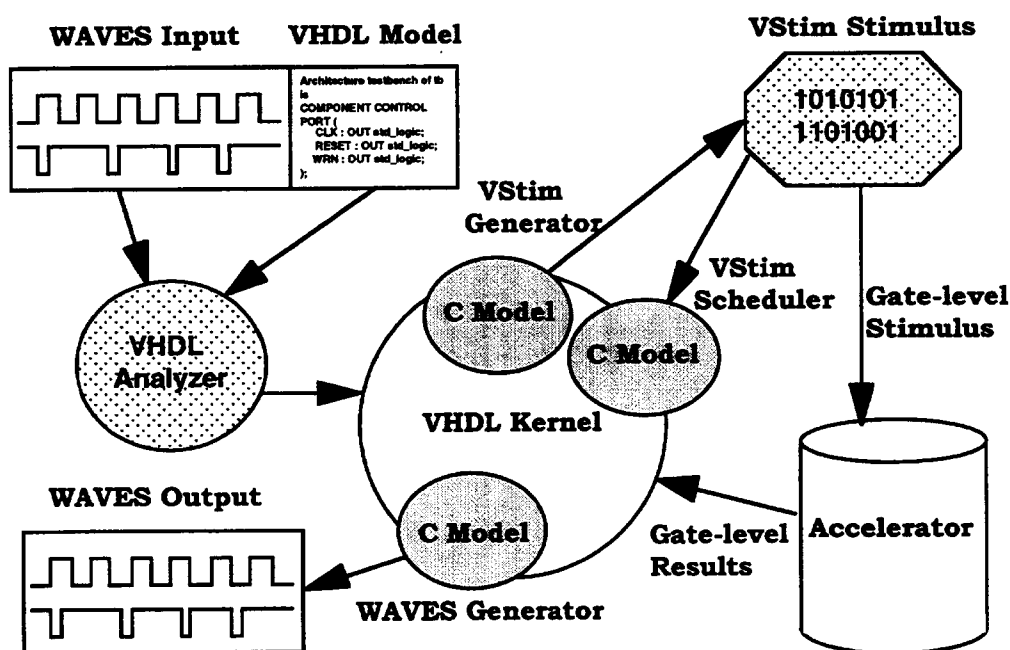 WAVES Input
VHDL Model
VStim Stimulus
Architecture testbench of tb
is
COMPONENT CONTROL
PORT (
CLK : OUT std_logic;
RESET : OUT std_logic;
WRN : OUT std_logic;
);
1010101
1101001
VStim
Generator
C Model
VStim
Scheduler
C Model
Gate-level
Stimulus
VHDL
Analyzer
VHDL Kernel
WAVES Output
C Model
Gate-level
Results
Accelerator
WAVES Generator